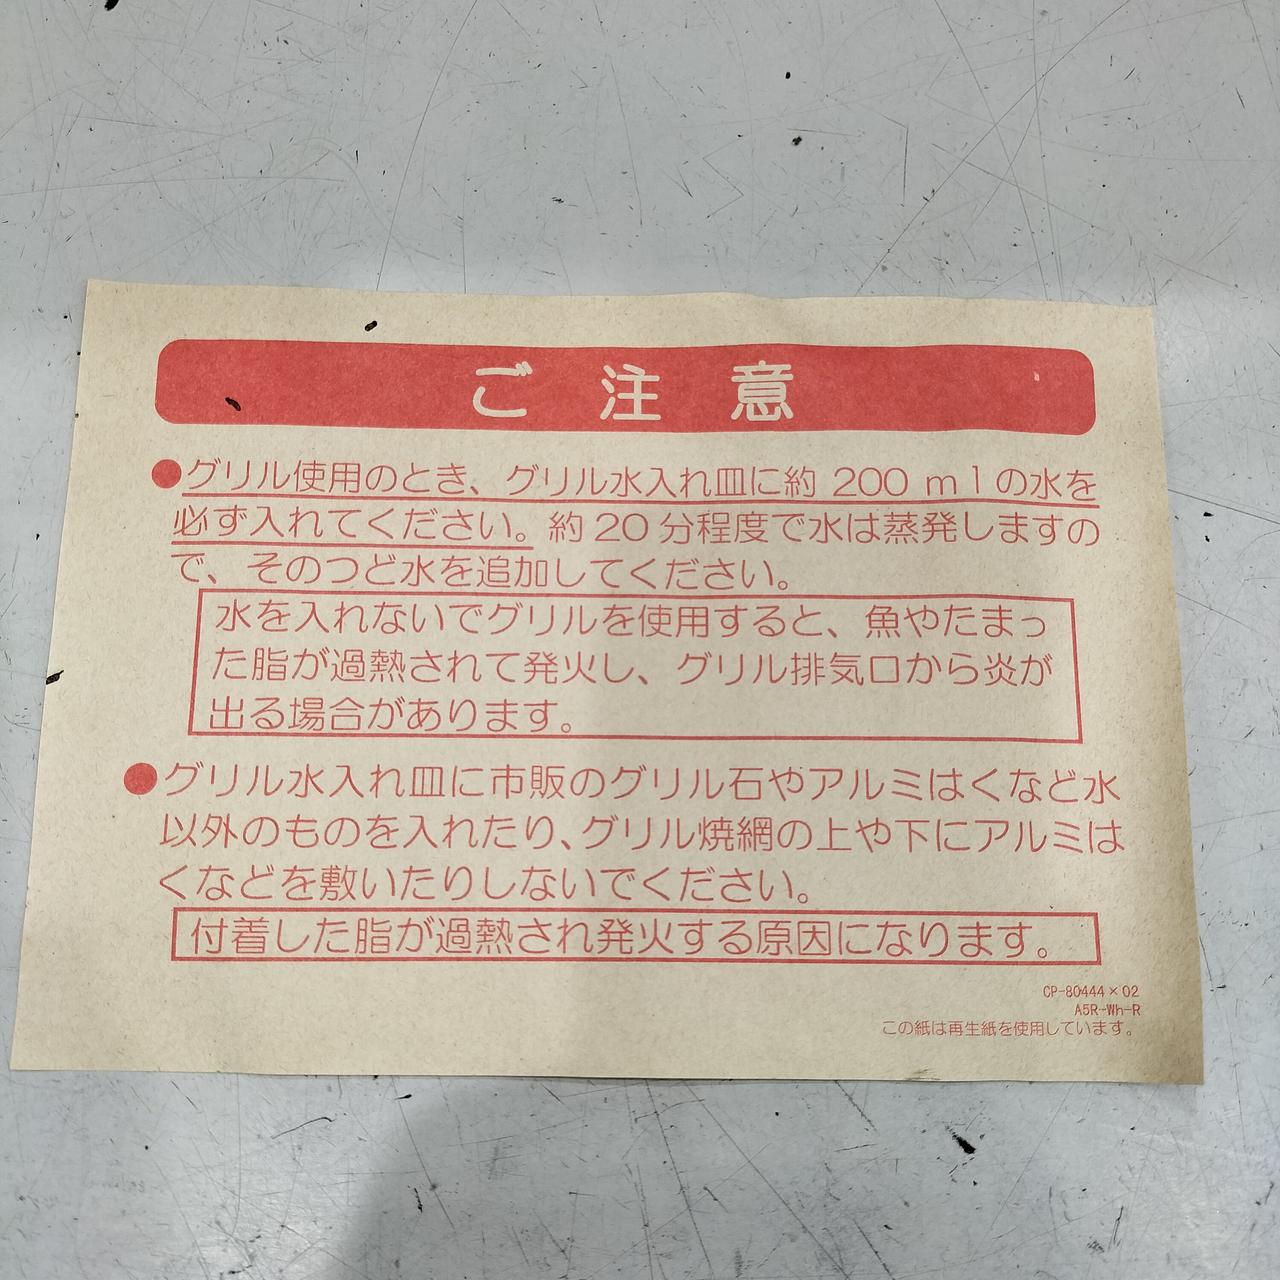 ご注意
●グリル使用のとき、グリル水入れ皿に約 200 mlの水を
必ず入れてください。約20分程度で水は蒸発しますの
で、そのつど水を追加してください。
水を入れないでグリルを使用すると、魚やたまっ
た脂が過熱されて発火し、グリル排気口から炎が
出る場合があります。
●グリル水入れ皿に市販のグリル石やアルミはくなど水
以外のものを入れたり、グリル焼網の上や下にアルミは
くなどを敷いたりしないでください。
付着した脂が過熱され発火する原因になります。
CP-80444×02
A5R-Wh-R
この紙は再生紙を使用しています。